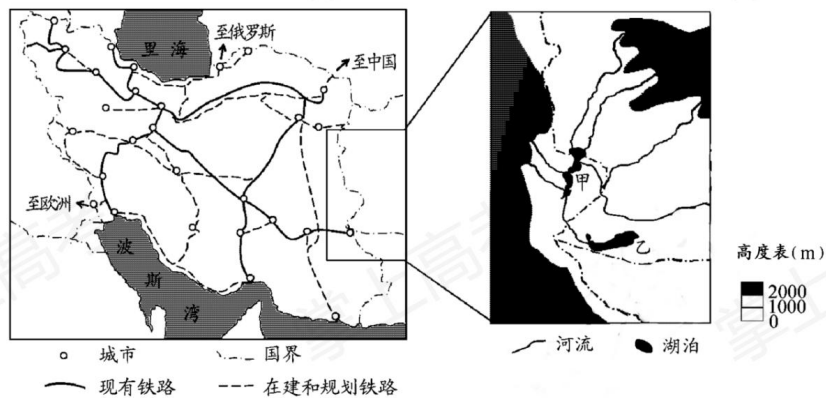 里海
至俄罗斯
至中国
至欧洲
波斯湾
甲
乙
高度表(m)
2000
1000
0
城市
国界
现有铁路
在建和规划铁路
河流
湖泊